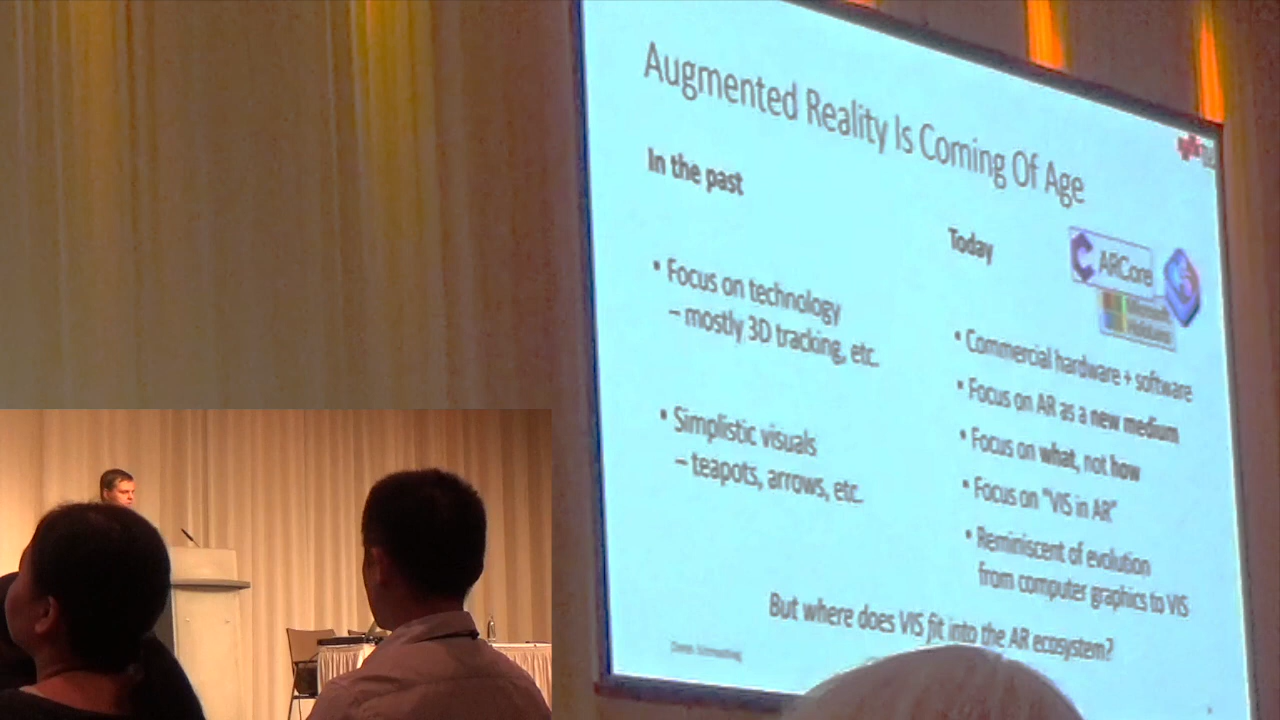 Augmented Reality Is Coming Of Age
In the past
• Focus on technology
– mostly 3D tracking, etc.
• Simplistic visuals
– teapots, arrows, etc.
Today
ARCore
Microsoft
Hololens
• Commercial hardware + software
• Focus on AR as a new medium
• Focus on what, not how
• Focus on "VIS in AR"
• Reminiscent of evolution
from computer graphics to VIS
But where does VIS fit into the AR ecosystem?